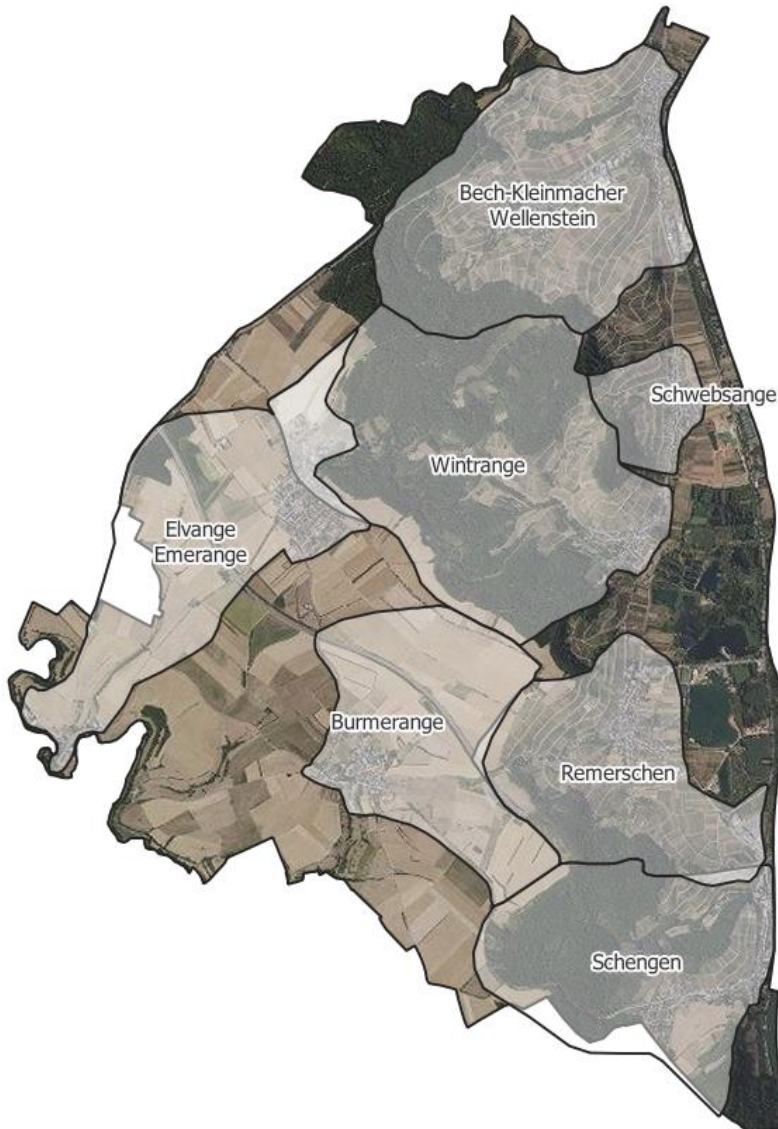 Bech-Kleinmacher
Wellenstein
Schwebsange
Wintrange
Elvange
Emerange
Burmerange
Remerschen
Schengen